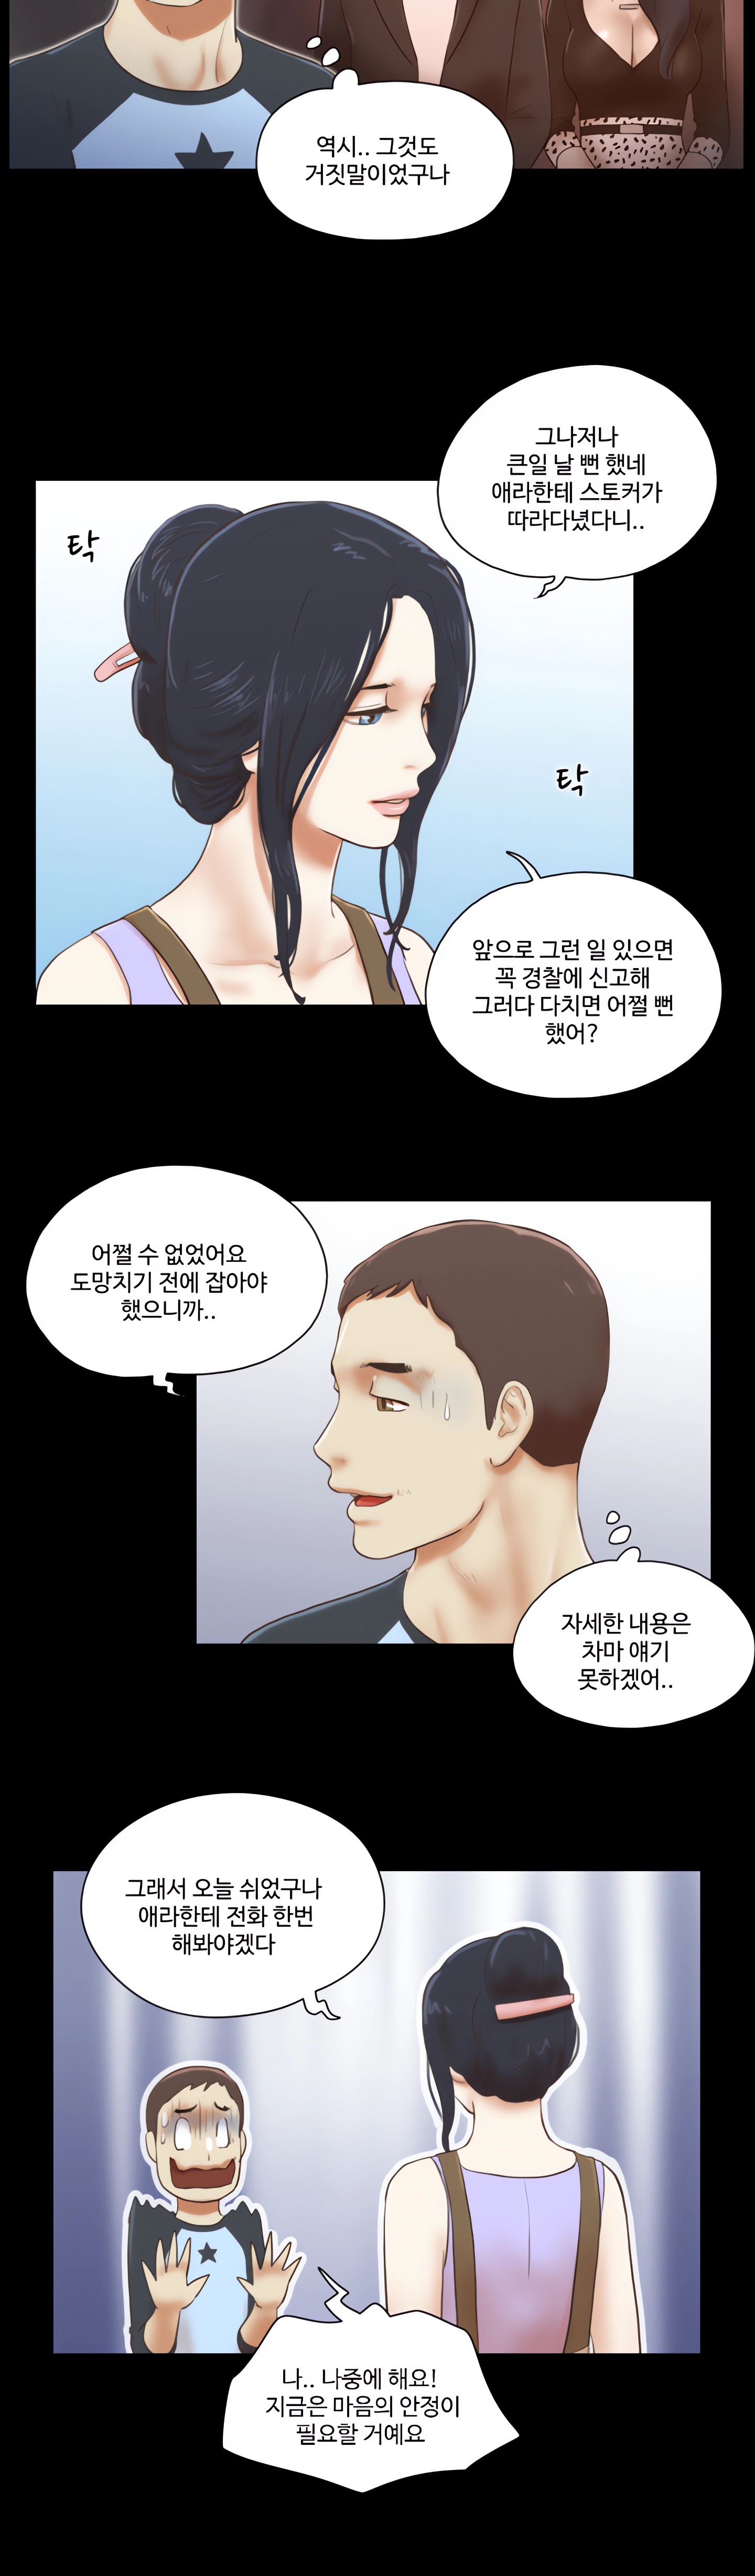 역시.. 그것도
거짓말이었구나
그나저나
큰일 날 뻔 했네
애라한테 스토커가
따라다녔다니..
탁
탁
앞으로 그런 일 있으면
꼭 경찰에 신고해
그러다 다치면 어쩔 뻔
했어?
어쩔 수 없었어요
도망치기 전에 잡아야
했으니까..
자세한 내용은
차마 얘기
못하겠어..
그래서 오늘 쉬었구나
애라한테 전화 한번
해봐야겠다
나.. 나중에 해요!
지금은 마음의 안정이
필요할 거예요